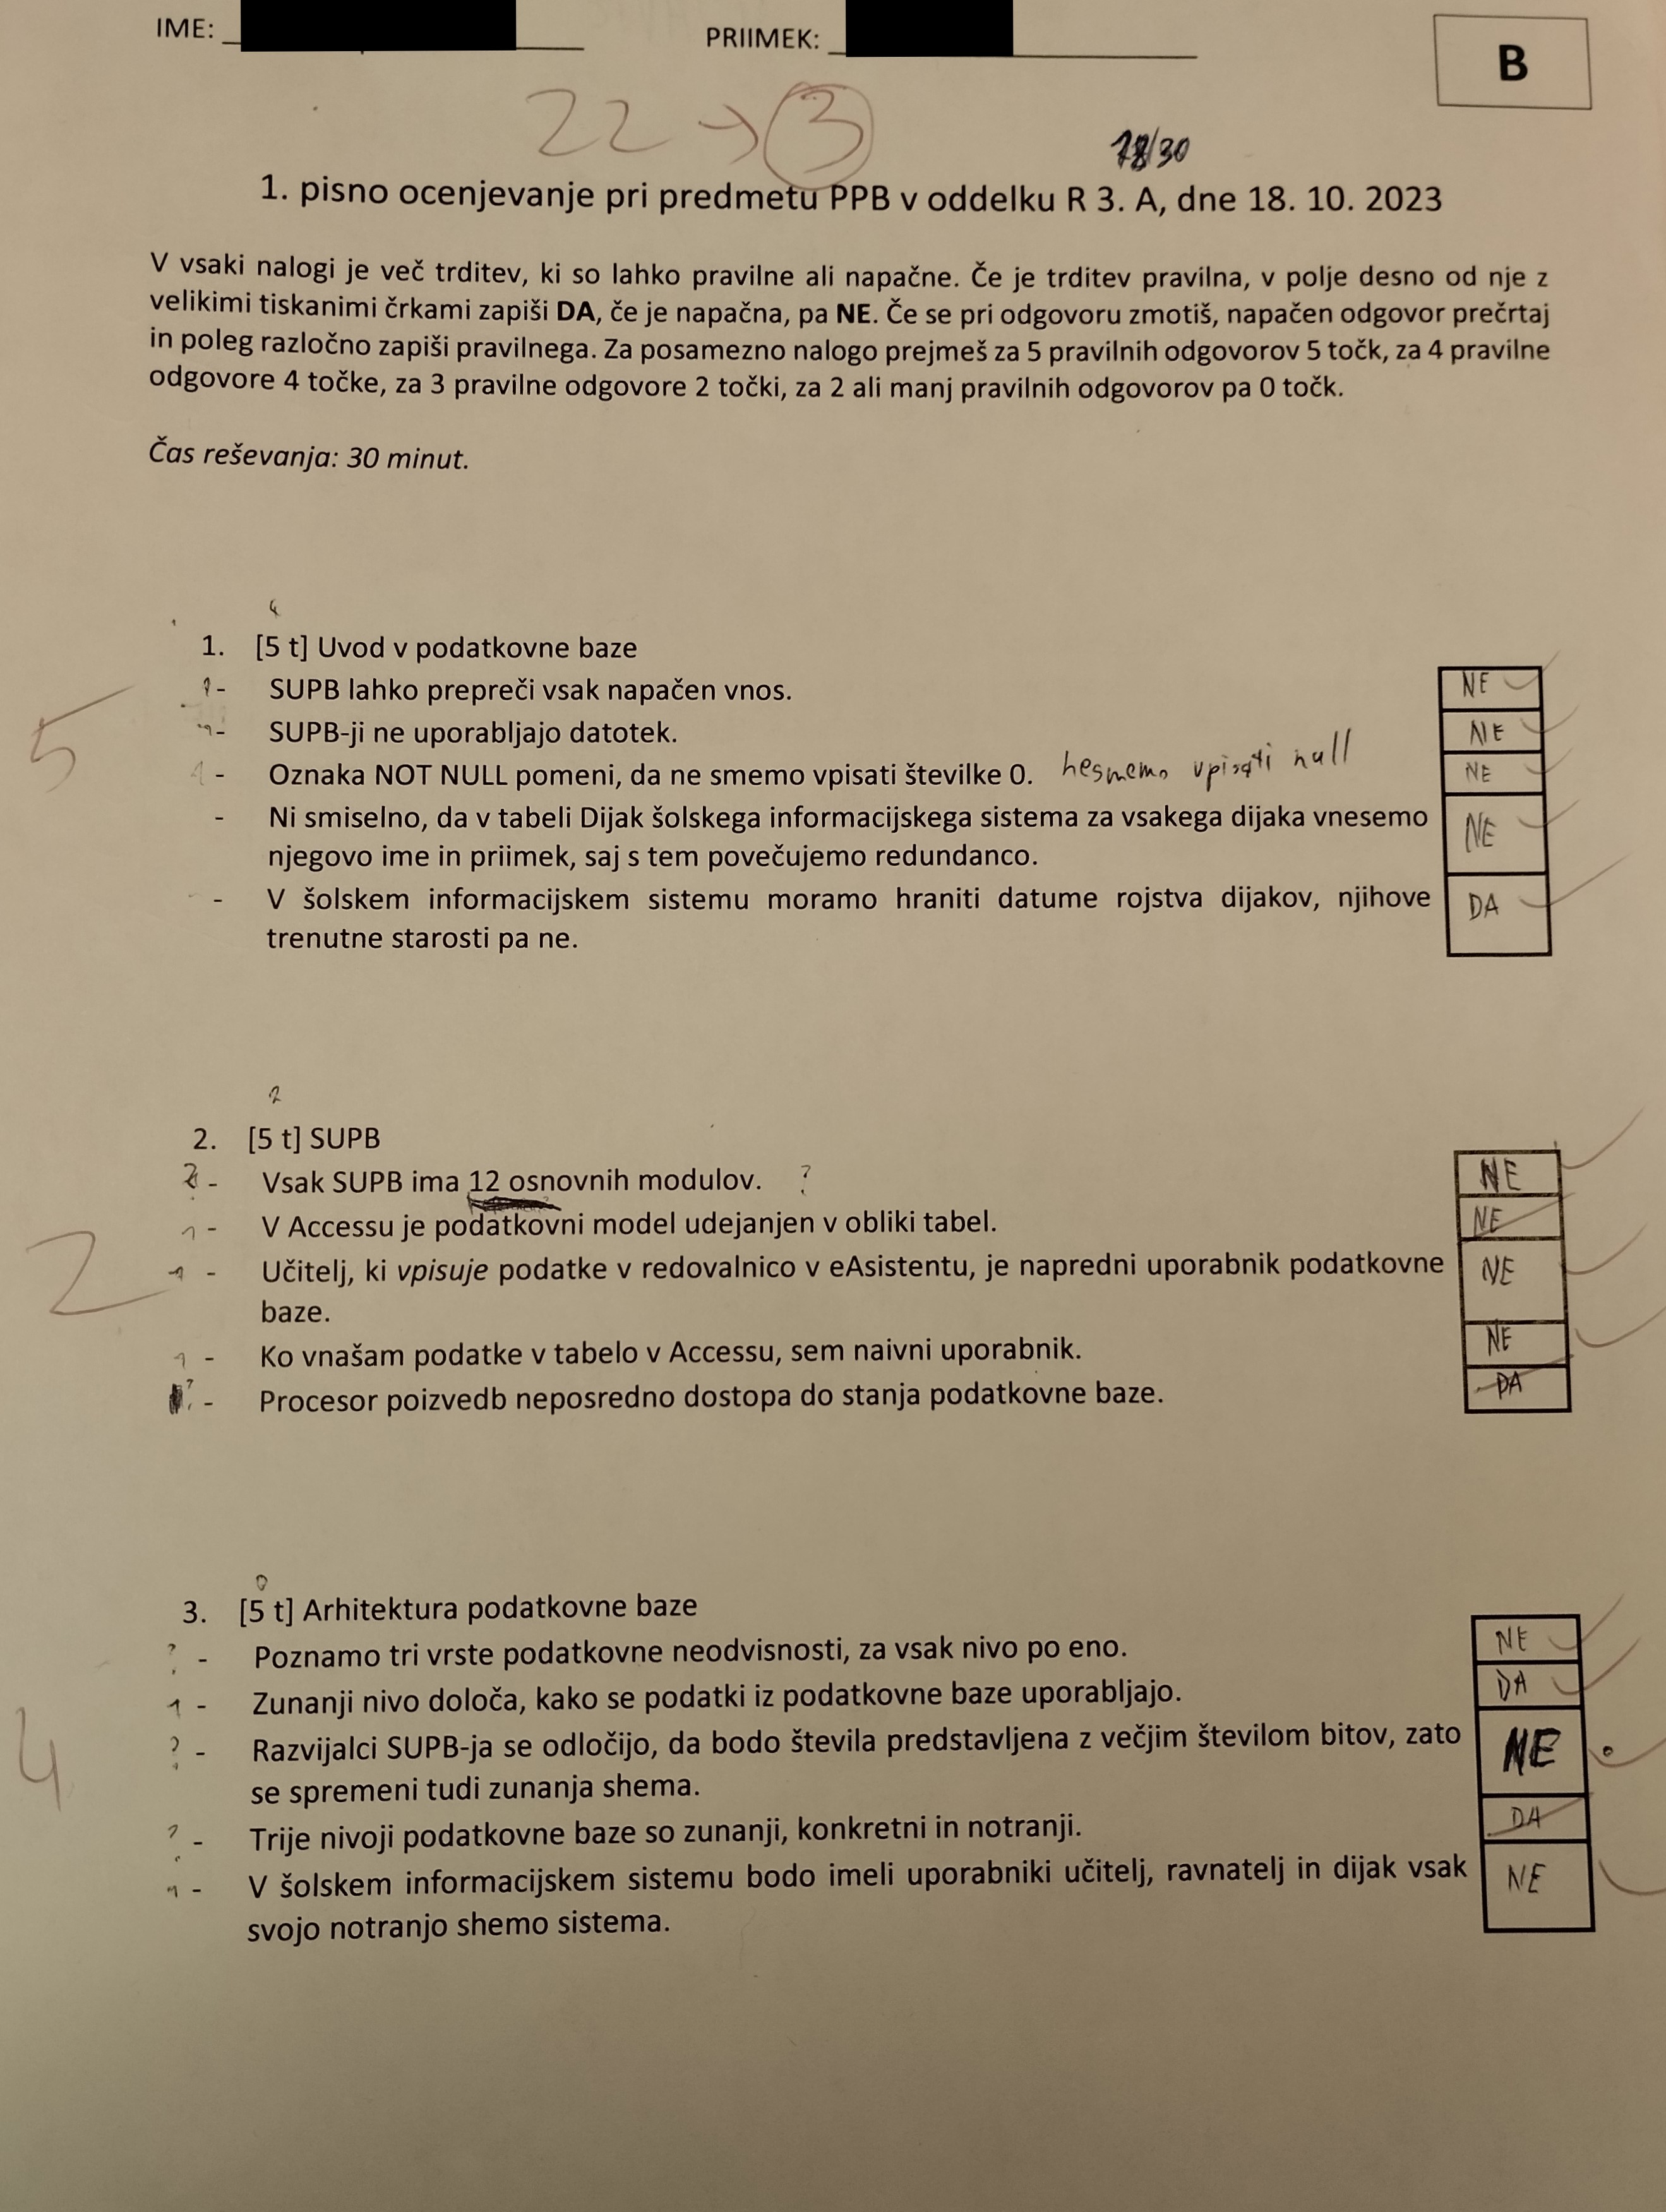 IME:
PRIIMEK:
B
22 → 3
18/30
1. pisno ocenjevanje pri predmetu PPB v oddelku R 3. A, dne 18. 10. 2023
V vsaki nalogi je več trditev, ki so lahko pravilne ali napačne. Če je trditev pravilna, v polje desno od nje z
velikimi tiskanimi črkami zapiši DA, če je napačna, pa NE. Če se pri odgovoru zmotiš, napačen odgovor prečrtaj
in poleg razločno zapiši pravilnega. Za posamezno nalogo prejmeš za 5 pravilnih odgovorov 5 točk, za 4 pravilne
odgovore 4 točke, za 3 pravilne odgovore 2 točki, za 2 ali manj pravilnih odgovorov pa 0 točk.
Čas reševanja: 30 minut.
5
1. [5 t] Uvod v podatkovne baze
- SUPB lahko prepreči vsak napačen vnos. NE
- SUPB-ji ne uporabljajo datotek. NE
- Oznaka NOT NULL pomeni, da ne smemo vpisati številke 0. nesmemo vpisati null NE
- Ni smiselno, da v tabeli Dijak šolskega informacijskega sistema za vsakega dijaka vnesemo NE
njegovo ime in priimek, saj s tem povečujemo redundanco.
- V šolskem informacijskem sistemu moramo hraniti datume rojstva dijakov, njihove DA
trenutne starosti pa ne.
2
2
2. [5 t] SUPB
? - Vsak SUPB ima 12 osnovnih modulov. ? NE
1 - V Accessu je podatkovni model udejanjen v obliki tabel. NE
1 - Učitelj, ki vpisuje podatke v redovalnico v eAsistentu, je napredni uporabnik podatkovne NE
baze.
1 - Ko vnašam podatke v tabelo v Accessu, sem naivni uporabnik. NE
? - Procesor poizvedb neposredno dostopa do stanja podatkovne baze. DA
4
0
3. [5 t] Arhitektura podatkovne baze
? - Poznamo tri vrste podatkovne neodvisnosti, za vsak nivo po eno. NE
1 - Zunanji nivo določa, kako se podatki iz podatkovne baze uporabljajo. DA
? - Razvijalci SUPB-ja se odločijo, da bodo števila predstavljena z večjim številom bitov, zato NE
se spremeni tudi zunanja shema.
? - Trije nivoji podatkovne baze so zunanji, konkretni in notranji. DA
1 - V šolskem informacijskem sistemu bodo imeli uporabniki učitelj, ravnatelj in dijak vsak NE
svojo notranjo shemo sistema.